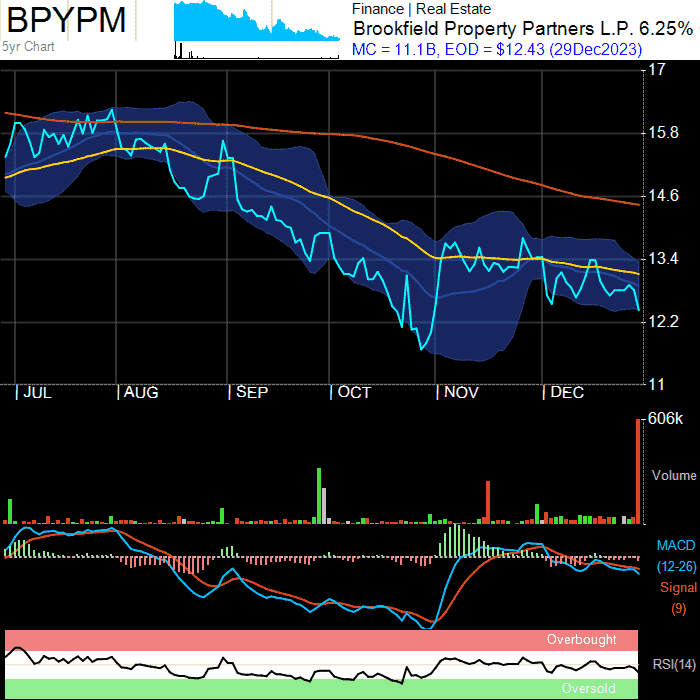 BPYPM
5yr Chart
Finance | Real Estate
Brookfield Property Partners L.P. 6.25%
MC = 11.1B, EOD = $12.43 (29Dec2023)
17
15.8
14.6
13.4
12.2
11
| JUL | AUG | SEP | OCT | NOV | DEC
606k
Volume
MACD
(12-26)
Signal
(9)
Overbought
RSI(14)
Oversold